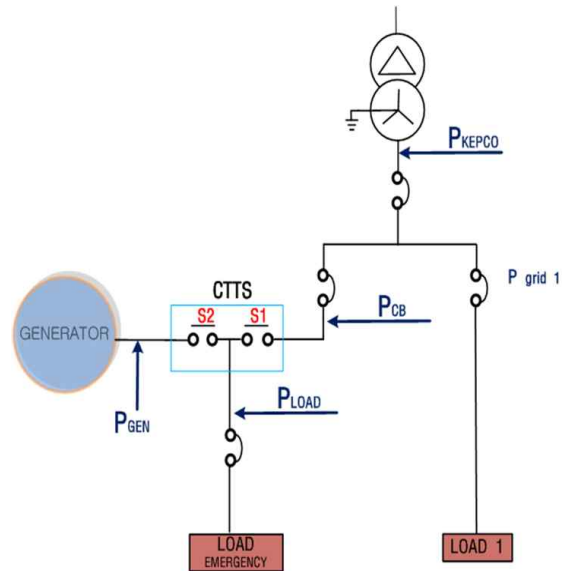 PKEPCO
P grid 1
CTTS
S2 S1
PCB
GENERATOR
PGEN
PLOAD
LOAD
EMERGENCY
LOAD 1